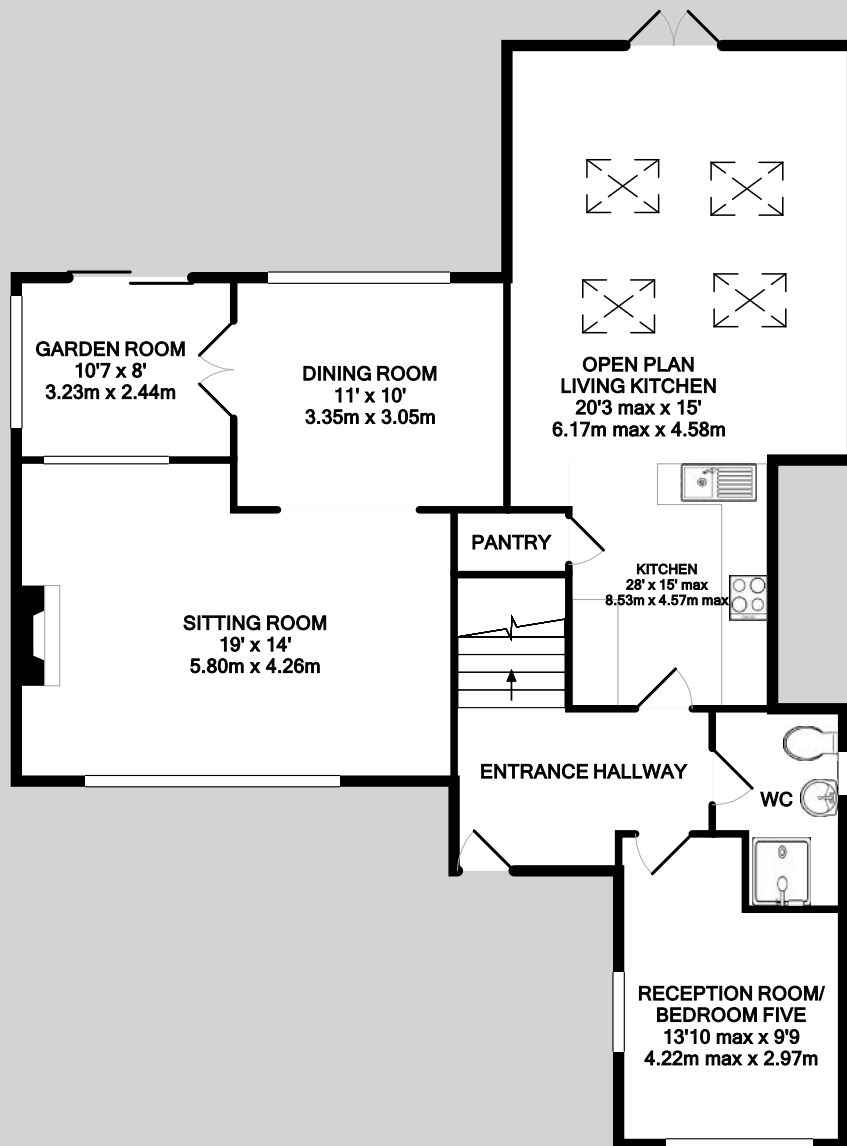 GARDEN ROOM
10'7 x 8'
3.23m x 2.44m
DINING ROOM
11' x 10'
3.35m x 3.05m
OPEN PLAN
LIVING KITCHEN
20'3 max x 15'
6.17m max x 4.58m
PANTRY
KITCHEN
28' x 15' max
8.53m x 4.57m max
SITTING ROOM
19' x 14'
5.80m x 4.26m
ENTRANCE HALLWAY
WC
RECEPTION ROOM/
BEDROOM FIVE
13'10 max x 9'9
4.22m max x 2.97m